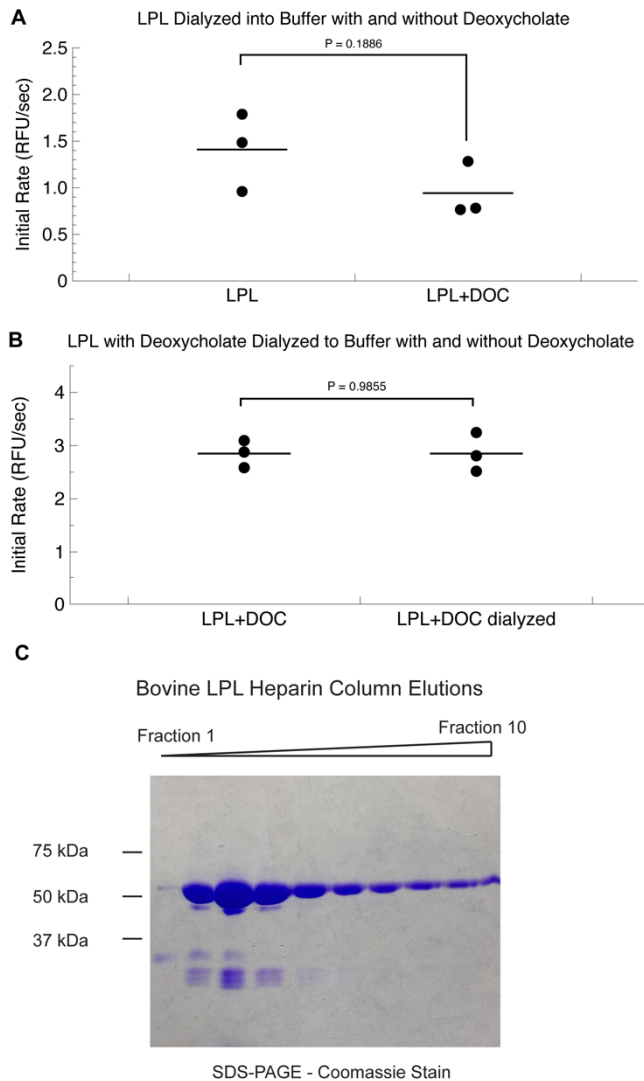 A
LPL Dialyzed into Buffer with and without Deoxycholate
P = 0.1886
Initial Rate (RFU/sec)
2.5
2.0
1.5
1.0
0.5
0
LPL
LPL+DOC
B
LPL with Deoxycholate Dialyzed to Buffer with and without Deoxycholate
P = 0.9855
Initial Rate (RFU/sec)
4
3
2
1
0
LPL+DOC
LPL+DOC dialyzed
C
Bovine LPL Heparin Column Elutions
Fraction 1
Fraction 10
75 kDa
50 kDa
37 kDa
SDS-PAGE - Coomassie Stain